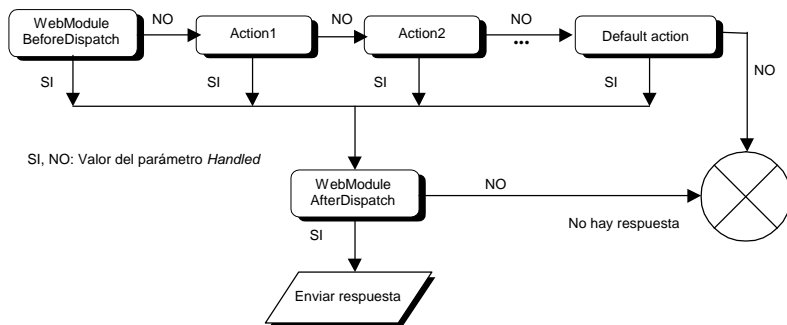 WebModule
BeforeDispatch
NO
Action1
NO
Action2
NO
...
Default action
NO
SI
SI
SI
SI
SI, NO: Valor del parámetro Handled
WebModule
AfterDispatch
NO
No hay respuesta
SI
Enviar respuesta